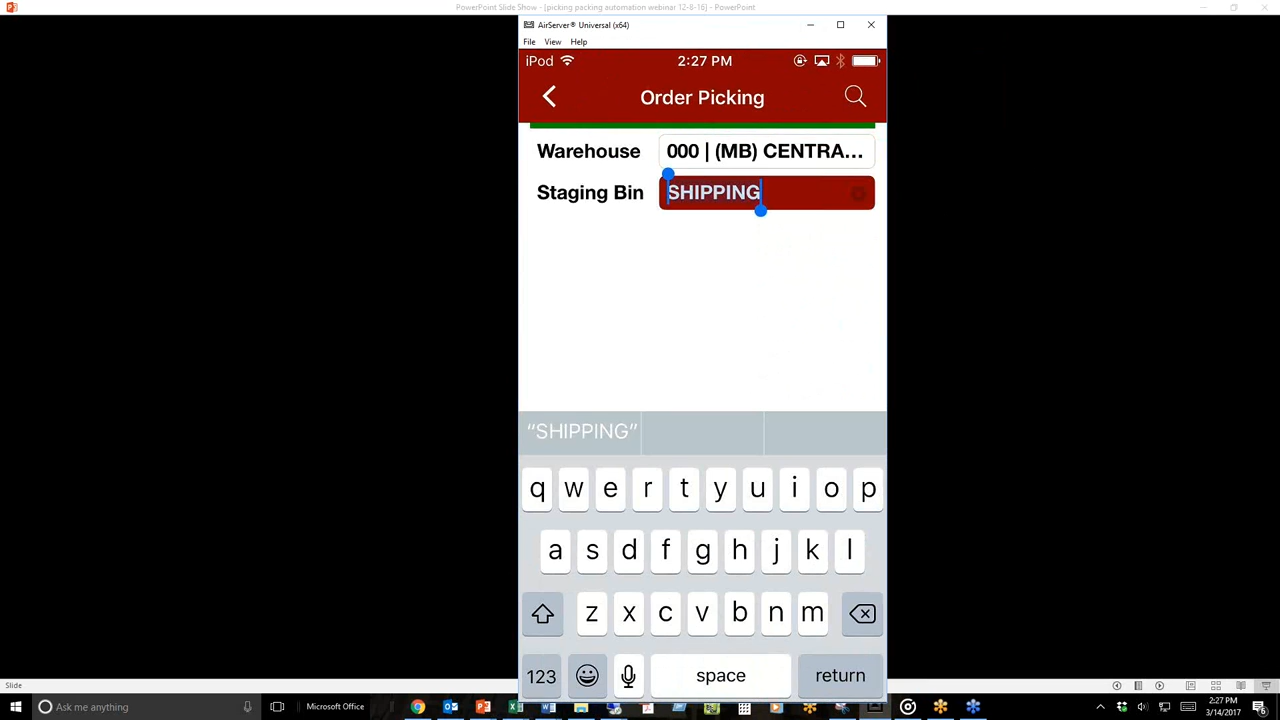 PowerPoint Slide Show - [picking packing automation webinar 12-8-16] - PowerPoint
AirServer® Universal (x64)
File View Help
iPod 2:27 PM
Order Picking
Warehouse 000 | (MB) CENTRA...
Staging Bin SHIPPING
“SHIPPING”
q w e r t y u i o p
a s d f g h j k l
z x c v b n m
123 space return
Slide
Ask me anything Microsoft Office 2:27 PM
3/14/2017